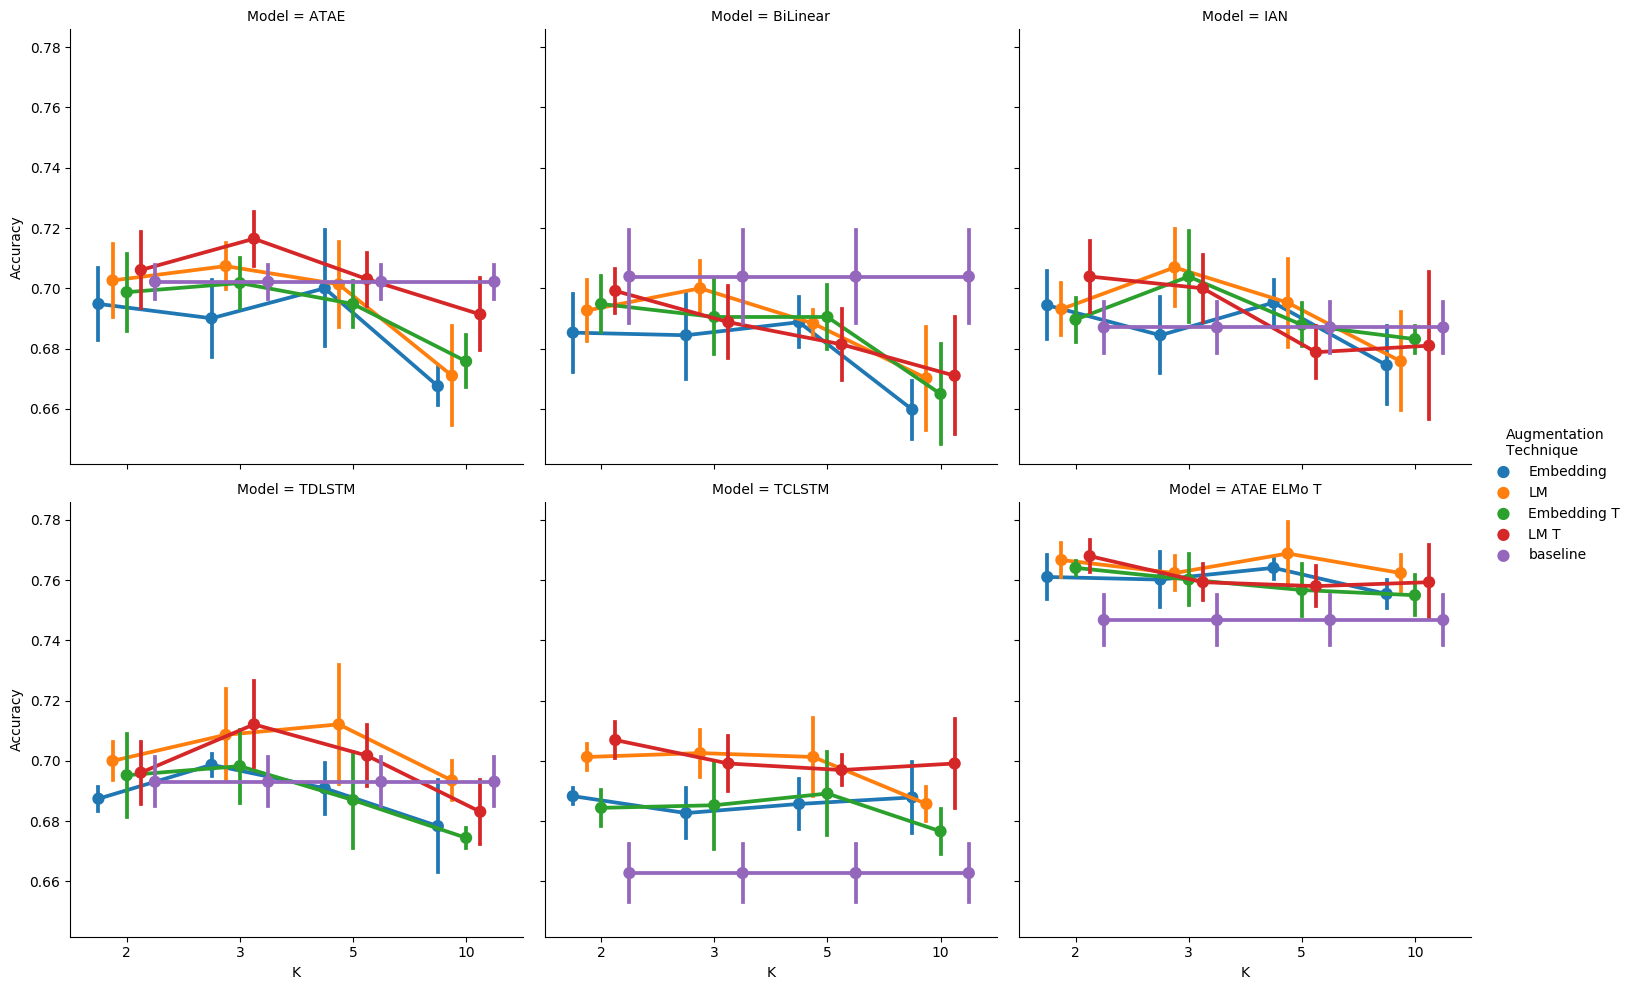 Model = ATAE
Model = BiLinear
Model = IAN
0.78
0.76
0.74
0.72
0.70
0.68
0.66
Accuracy
Model = TDLSTM
Model = TCLSTM
Model = ATAE ELMo T
0.78
0.76
0.74
0.72
0.70
0.68
0.66
Accuracy
2 3 5 10
K
2 3 5 10
K
2 3 5 10
K
Augmentation
Technique
Embedding
LM
Embedding T
LM T
baseline